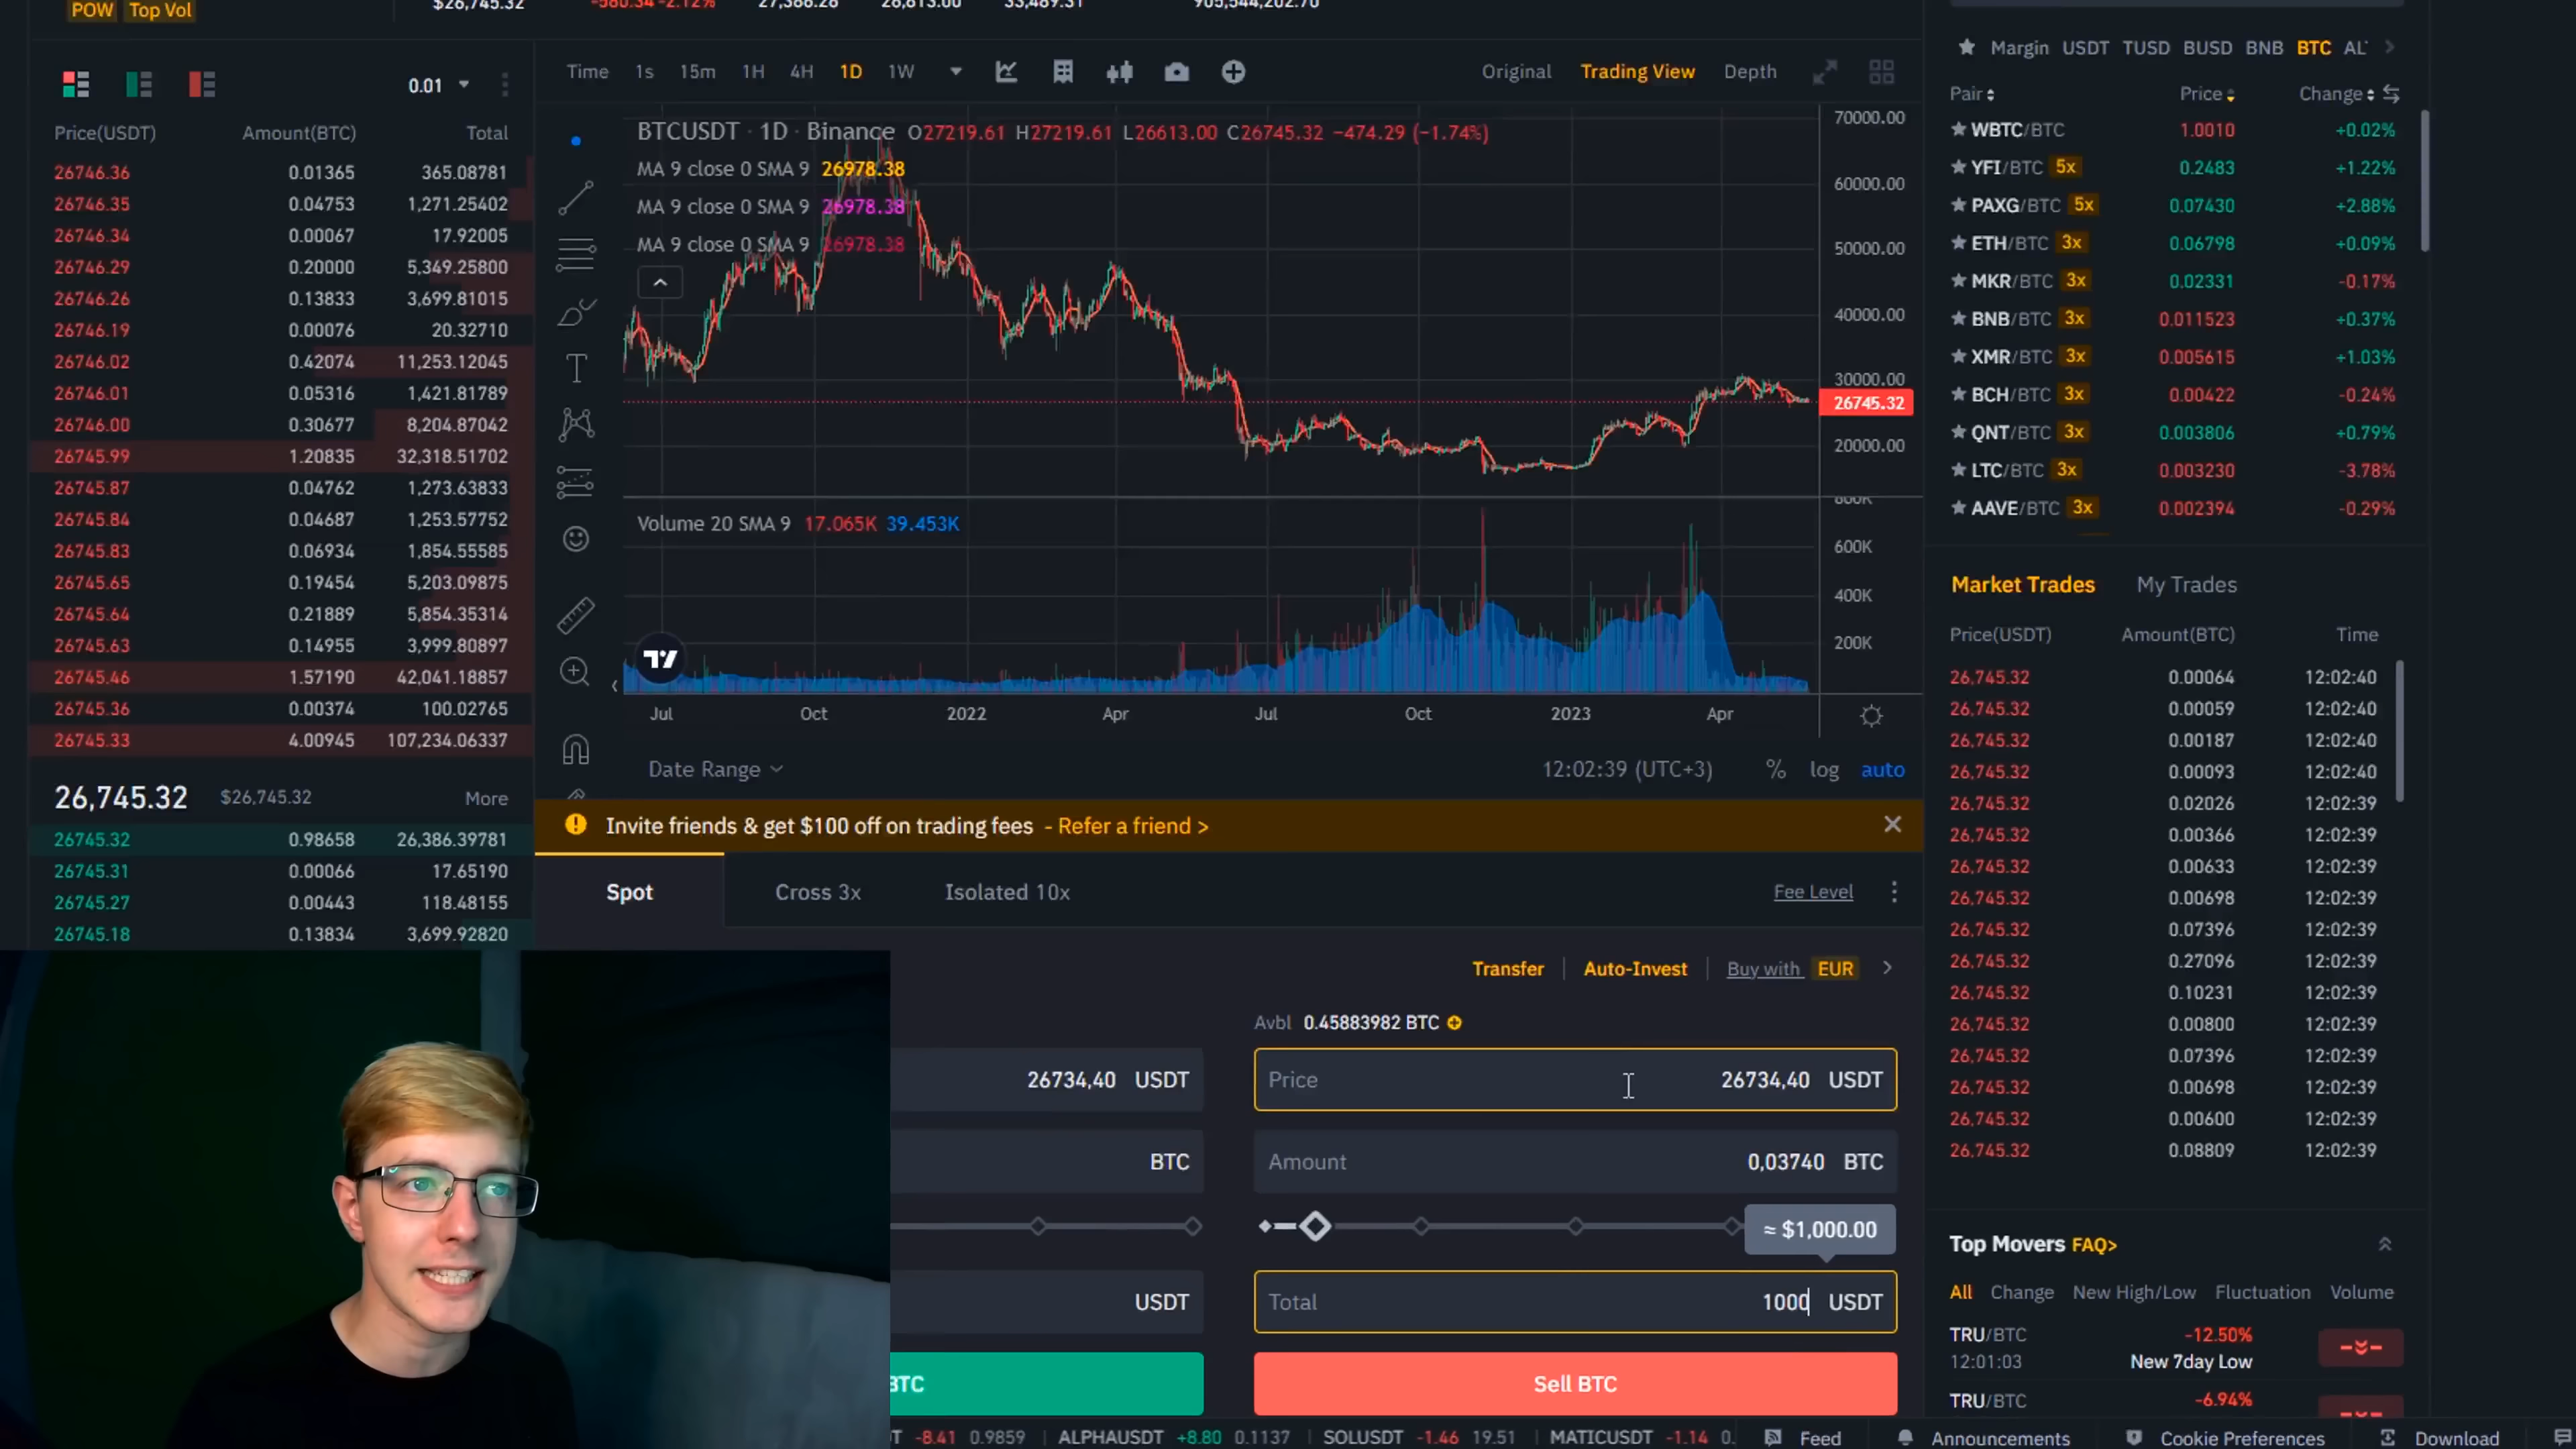 POW Top Vol
$26,745.32 -580.34 -2.12% 27,386.26 26,613.00 33,489.31 905,544,202.70
0.01
Price(USDT) Amount(BTC) Total
26746.36 0.01365 365.08781
26746.35 0.04753 1,271.25402
26746.34 0.00067 17.92005
26746.29 0.20000 5,349.25800
26746.26 0.13833 3,699.81015
26746.19 0.00076 20.32710
26746.02 0.42074 11,253.12045
26746.01 0.05316 1,421.81789
26746.00 0.30677 8,204.87042
26745.99 1.20835 32,318.51702
26745.87 0.04762 1,273.63833
26745.84 0.04687 1,253.57752
26745.83 0.06934 1,854.55585
26745.65 0.19454 5,203.09875
26745.64 0.21889 5,854.35314
26745.63 0.14955 3,999.80897
26745.46 1.57190 42,041.18857
26745.36 0.00374 100.02765
26745.33 4.00945 107,234.06337
26,745.32 $26,745.32 More
26745.32 0.98658 26,386.39781
26745.31 0.00066 17.65190
26745.27 0.00443 118.48155
26745.18 0.13834 3,699.92820
Time 1s 15m 1H 4H 1D 1W Original Trading View Depth
BTCUSDT · 1D · Binance O27219.61 H27219.61 L26613.00 C26745.32 -474.29 (-1.74%)
MA 9 close 0 SMA 9 26978.38
MA 9 close 0 SMA 9 26978.38
MA 9 close 0 SMA 9 26978.38
70000.00
60000.00
50000.00
40000.00
30000.00
26745.32
20000.00
Volume 20 SMA 9 17.065K 39.453K
800K
600K
400K
200K
Jul Oct 2022 Apr Jul Oct 2023 Apr
Date Range 12:02:39 (UTC+3) % log auto
Invite friends & get $100 off on trading fees - Refer a friend >
Spot Cross 3x Isolated 10x Fee Level
Transfer Auto-Invest Buy with EUR
Avbl 0.45883982 BTC
26734,40 USDT Price 26734,40 USDT
BTC Amount 0,03740 BTC
≈ $1,000.00
USDT Total 1000 USDT
BTC Sell BTC
Margin USDT TUSD BUSD BNB BTC
Pair Price Change
WBTC/BTC 1.0010 +0.02%
YFI/BTC 5x 0.2483 +1.22%
PAXG/BTC 5x 0.07430 +2.88%
ETH/BTC 3x 0.06798 +0.09%
MKR/BTC 3x 0.02331 -0.17%
BNB/BTC 3x 0.011523 +0.37%
XMR/BTC 3x 0.005615 +1.03%
BCH/BTC 3x 0.00422 -0.24%
QNT/BTC 3x 0.003806 +0.79%
LTC/BTC 3x 0.003230 -3.78%
AAVE/BTC 3x 0.002394 -0.29%
Market Trades My Trades
Price(USDT) Amount(BTC) Time
26,745.32 0.00064 12:02:40
26,745.32 0.00059 12:02:40
26,745.32 0.00187 12:02:40
26,745.32 0.00093 12:02:40
26,745.32 0.02026 12:02:39
26,745.32 0.00366 12:02:39
26,745.32 0.00633 12:02:39
26,745.32 0.00698 12:02:39
26,745.32 0.07396 12:02:39
26,745.32 0.27096 12:02:39
26,745.32 0.10231 12:02:39
26,745.32 0.00800 12:02:39
26,745.32 0.07396 12:02:39
26,745.32 0.00698 12:02:39
26,745.32 0.00600 12:02:39
26,745.32 0.08809 12:02:39
Top Movers FAQ>
All Change New High/Low Fluctuation Volume
TRU/BTC -12.50%
12:01:03 New 7day Low
TRU/BTC -6.94%
-8.41 0.9859 ALPHAUSDT +8.80 0.1137 SOLUSDT -1.46 19.51 MATICUSDT -1.14 Feed Announcements Cookie Preferences Download